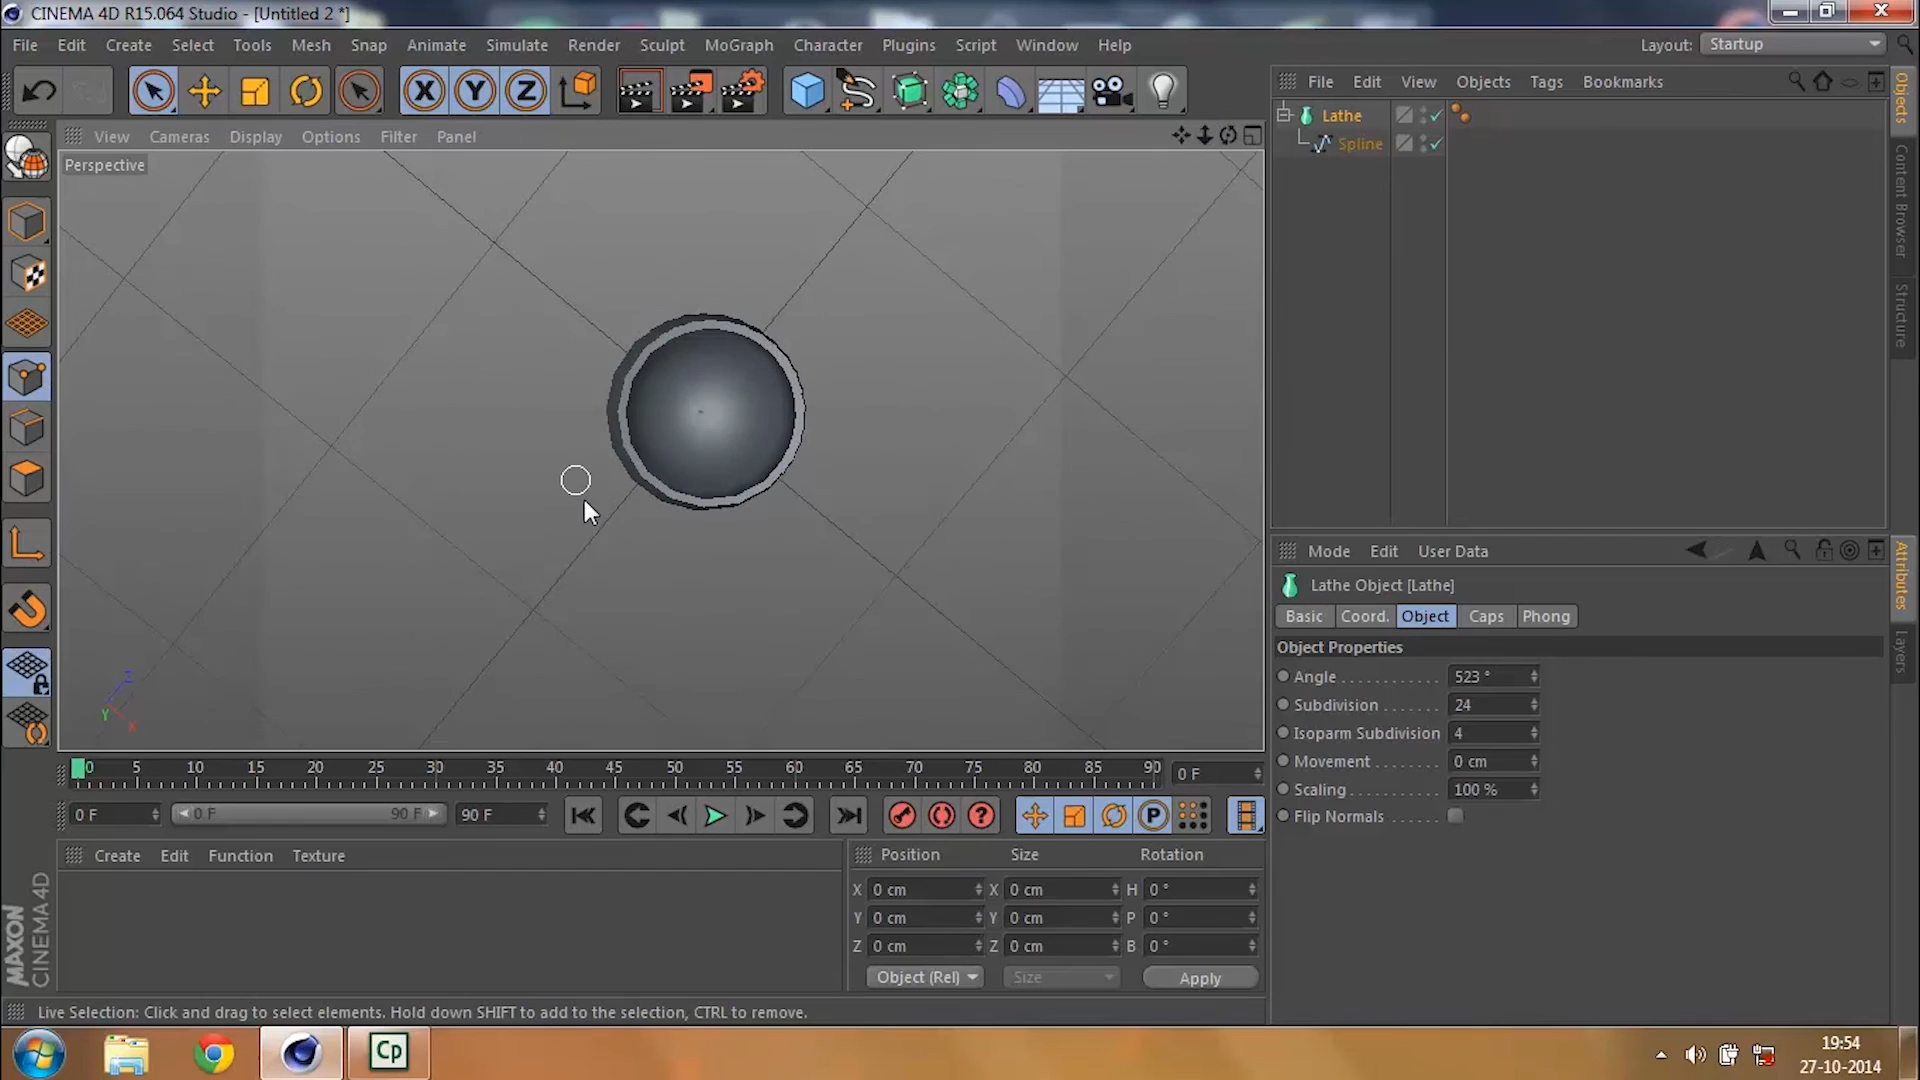 CINEMA 4D R15.064 Studio - [Untitled 2 *]
File Edit Create Select Tools Mesh Snap Animate Simulate Render Sculpt MoGraph Character Plugins Script Window Help Layout: Startup
X Y Z
File Edit View Objects Tags Bookmarks
Lathe
Spline
View Cameras Display Options Filter Panel
Perspective
Z
Y X
Objects
Content Browser
Structure
Mode Edit User Data
Lathe Object [Lathe]
Basic Coord. Object Caps Phong
Object Properties
Angle . . . . . . . . . . . 523 °
Subdivision . . . . . . . 24
Isoparm Subdivision 4
Movement . . . . . . . . 0 cm
Scaling . . . . . . . . . . 100 %
Flip Normals . . . . . .
Attributes
Layers
0 5 10 15 20 25 30 35 40 45 50 55 60 65 70 75 80 85 90 0 F
0 F 0 F 90 F 90 F ? P
Create Edit Function Texture
Position Size Rotation
X 0 cm X 0 cm H 0 °
Y 0 cm Y 0 cm P 0 °
Z 0 cm Z 0 cm B 0 °
Object (Rel) Size Apply
MAXON
CINEMA 4D
Live Selection: Click and drag to select elements. Hold down SHIFT to add to the selection, CTRL to remove.
Cp
19:54
27-10-2014